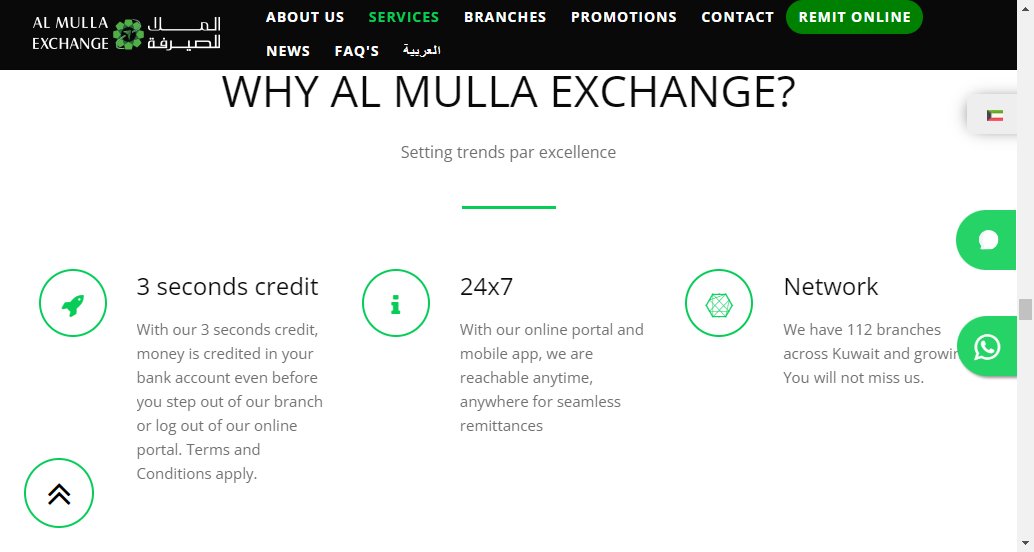 AL MULLA
EXCHANGE
المـــلا
للصيرفة
ABOUT US SERVICES BRANCHES PROMOTIONS CONTACT REMIT ONLINE
NEWS FAQ'S العربية
WHY AL MULLA EXCHANGE?
Setting trends par excellence
3 seconds credit
With our 3 seconds credit,
money is credited in your
bank account even before
you step out of our branch
or log out of our online
portal. Terms and
Conditions apply.
24x7
With our online portal and
mobile app, we are
reachable anytime,
anywhere for seamless
remittances
Network
We have 112 branches
across Kuwait and growin
You will not miss us.